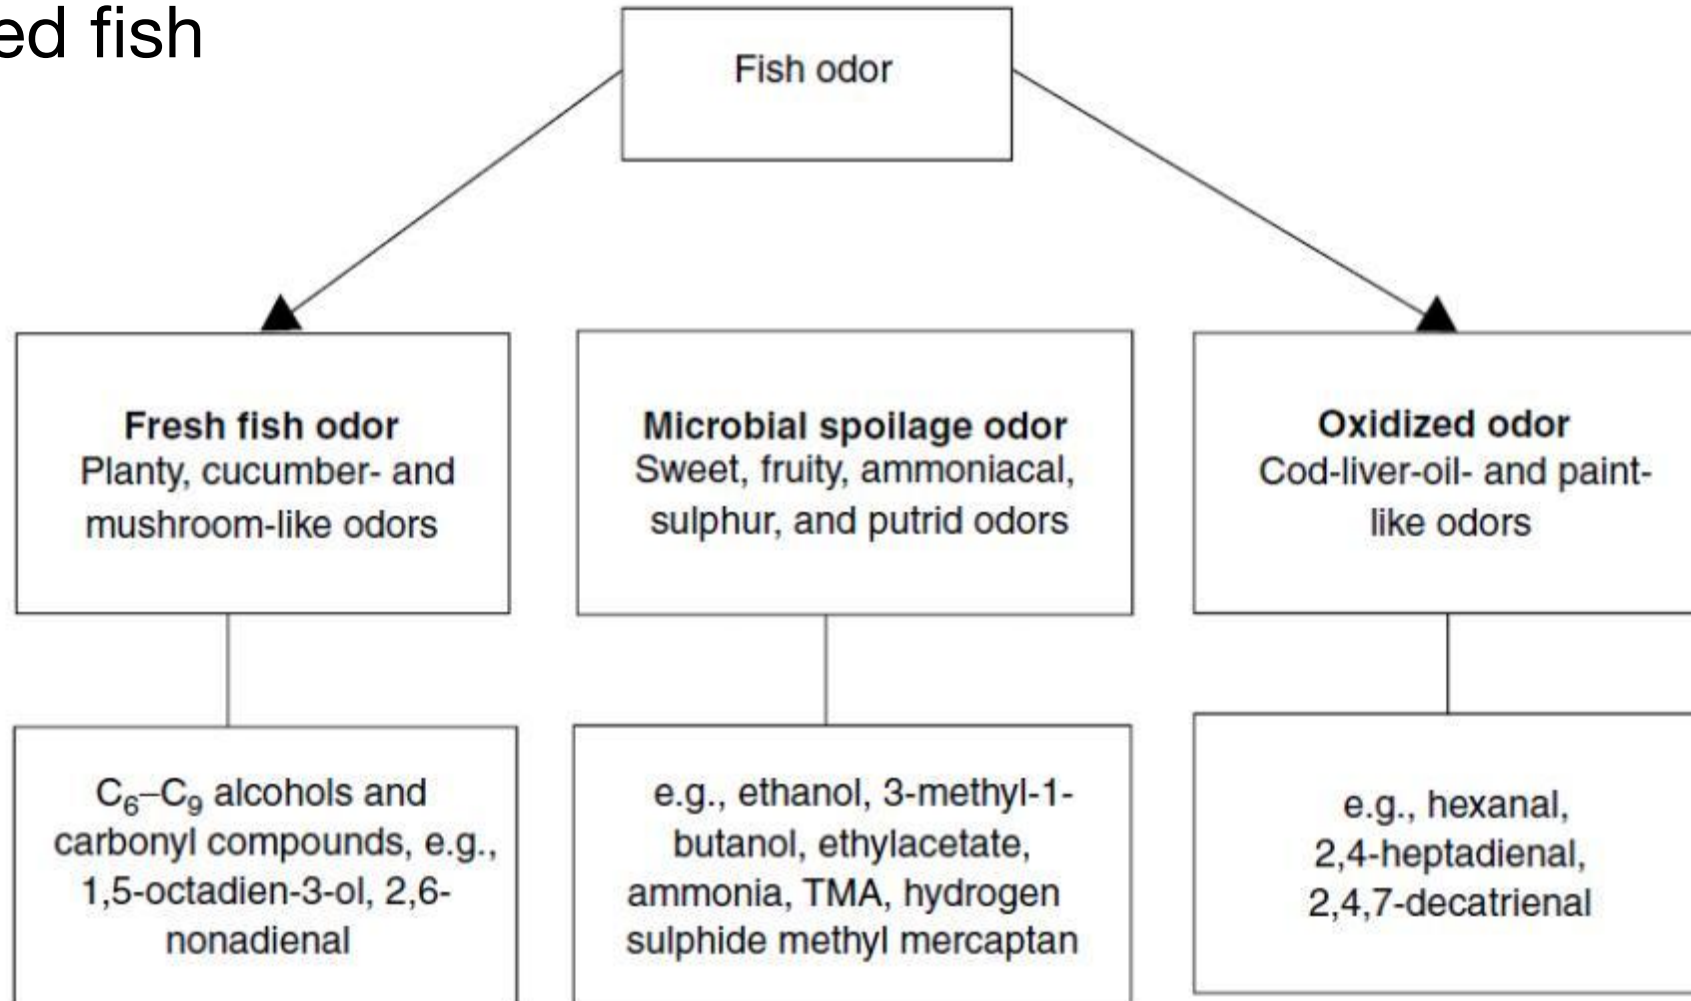 ed fish
Fish odor
Fresh fish odor
Planty, cucumber- and
mushroom-like odors
Microbial spoilage odor
Sweet, fruity, ammoniacal,
sulphur, and putrid odors
Oxidized odor
Cod-liver-oil- and paint-
like odors
C₆–C₉ alcohols and
carbonyl compounds, e.g.,
1,5-octadien-3-ol, 2,6-
nonadienal
e.g., ethanol, 3-methyl-1-
butanol, ethylacetate,
ammonia, TMA, hydrogen
sulphide methyl mercaptan
e.g., hexanal,
2,4-heptadienal,
2,4,7-decatrienal